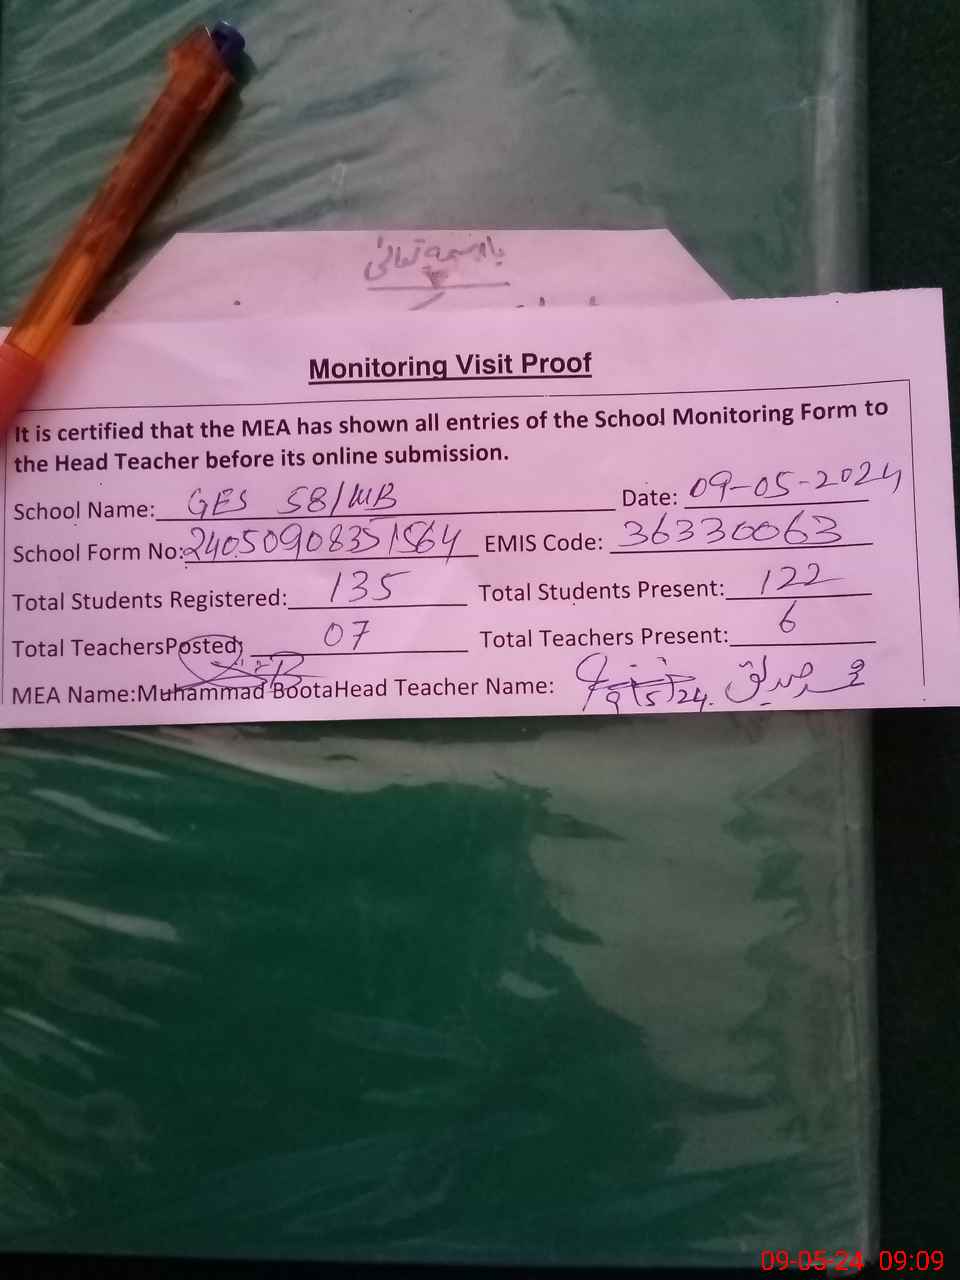 باسمہ تعالیٰ
Monitoring Visit Proof
It is certified that the MEA has shown all entries of the School Monitoring Form to
the Head Teacher before its online submission.
School Name: GES 58/MB Date: 09-05-2024
School Form No: 24050908351564 EMIS Code: 36330063
Total Students Registered: 135 Total Students Present: 122
Total TeachersPosted: 07 Total Teachers Present: 6
MEA Name:Muhammad BootaHead Teacher Name: محمد صدیق
9/5/24.
09-05-24 09:09